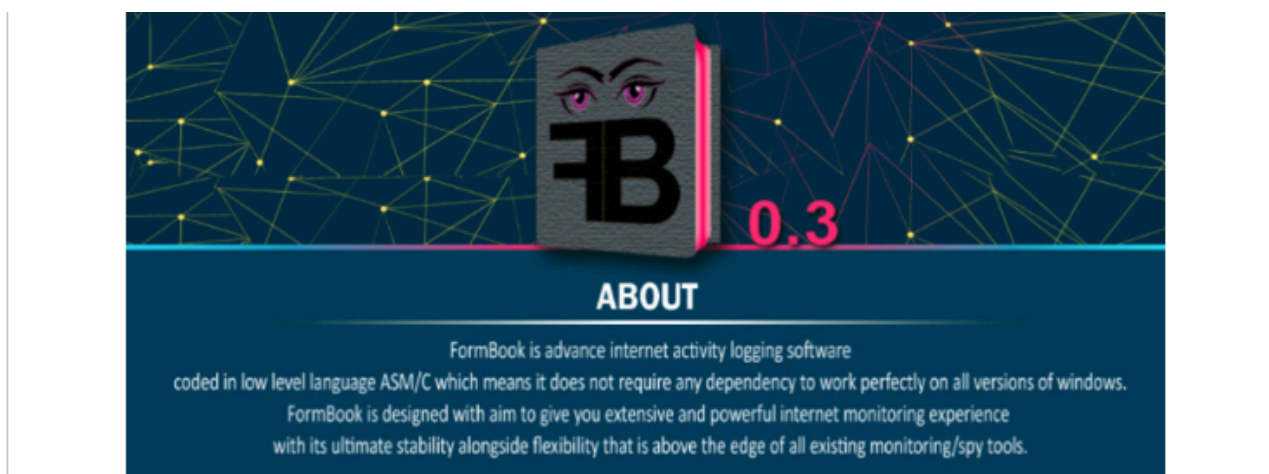 FB
0.3
ABOUT
FormBook is advance internet activity logging software
coded in low level language ASM/C which means it does not require any dependency to work perfectly on all versions of windows.
FormBook is designed with aim to give you extensive and powerful internet monitoring experience
with its ultimate stability alongside flexibility that is above the edge of all existing monitoring/spy tools.